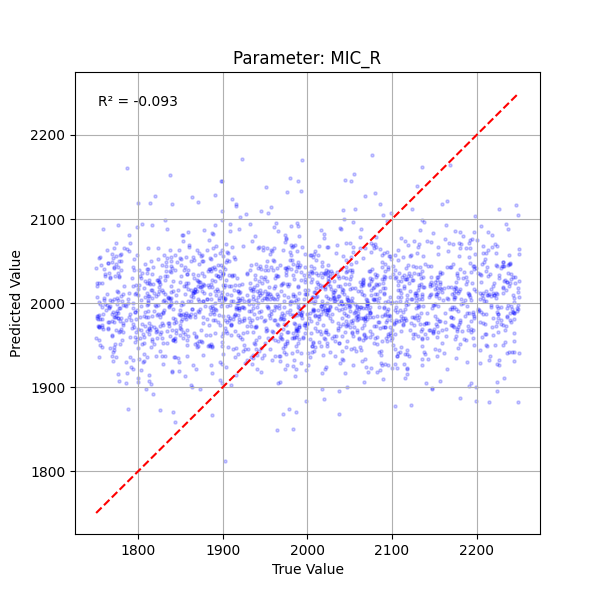 Parameter: MIC_R
R² = -0.093
2200
2100
2000
1900
1800
Predicted Value
1800 1900 2000 2100 2200
True Value